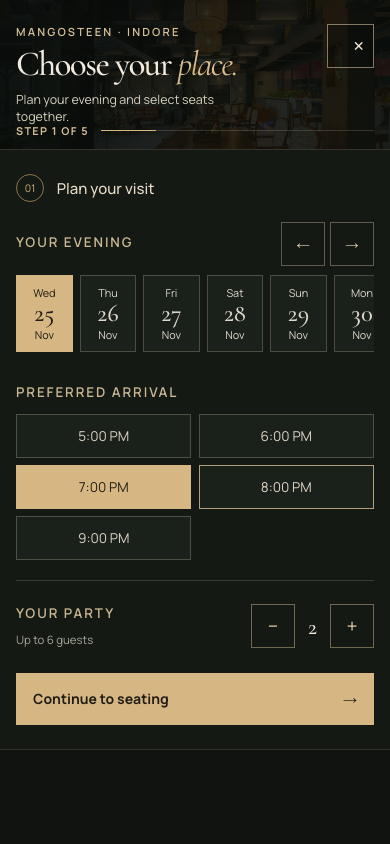 MANGOSTEEN · INDORE
×
Choose your place.
Plan your evening and select seats
together.
STEP 1 OF 5
01 Plan your visit
YOUR EVENING ← →
Wed Thu Fri Sat Sun Mon
25 26 27 28 29 30
Nov Nov Nov Nov Nov Nov
PREFERRED ARRIVAL
5:00 PM 6:00 PM
7:00 PM 8:00 PM
9:00 PM
YOUR PARTY
Up to 6 guests
− 2 +
Continue to seating →